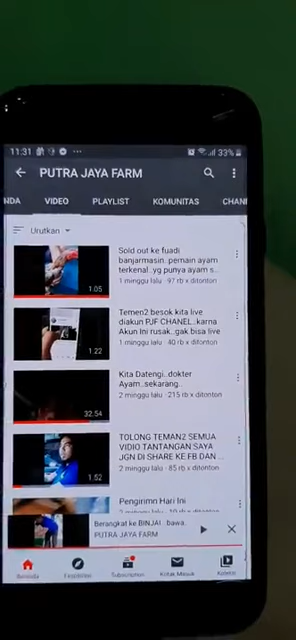 11:31
33%
PUTRA JAYA FARM
NDA VIDEO PLAYLIST KOMUNITAS CHAN
Urutkan
Sold out ke fuadi
banjarmasin. pemain ayam
terkenal..yg punya ayam s...
1 minggu lalu · 97 rb x ditonton
1:05
Temen2 besok kita live
diakun PJF CHANEL..karna
Akun Ini rusak..gak bisa live
1 minggu lalu · 40 rb x ditonton
1:22
Kita Datengi..dokter
Ayam..sekarang..
2 minggu lalu · 215 rb x ditonton
32:54
TOLONG TEMAN2 SEMUA
VIDIO TANTANGAN SAYA
JGN DI SHARE KE FB DAN ...
2 minggu lalu · 85 rb x ditonton
1:52
Pengirimn Hari Ini
2 minggu lalu
Berangkat ke BINJAI
PUTRA JAYA FARM
Beranda
Subscription
Kotak Masuk
Koleksi